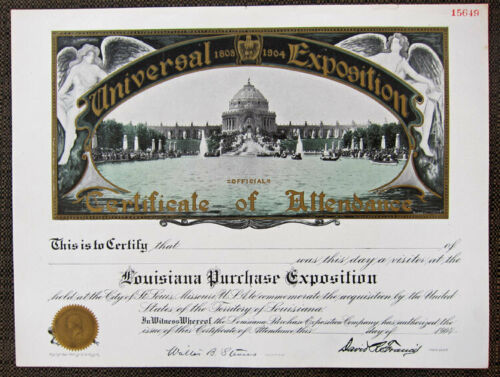 15649
Universal 1803 1904 Exposition
"OFFICIAL"
Certificate of Attendance
This is to Certify that of
was this day a visitor at the
Louisiana Purchase Exposition
held at the City of St. Louis, Missouri, U.S.A. to commemorate the acquisition by the United
States of the Territory of Louisiana.
In Witness Whereof, the Louisiana Purchase Exposition Company has authorized the
issue of this Certificate of Attendance this day of 1904.
Walter B. Stevens David R. Francis